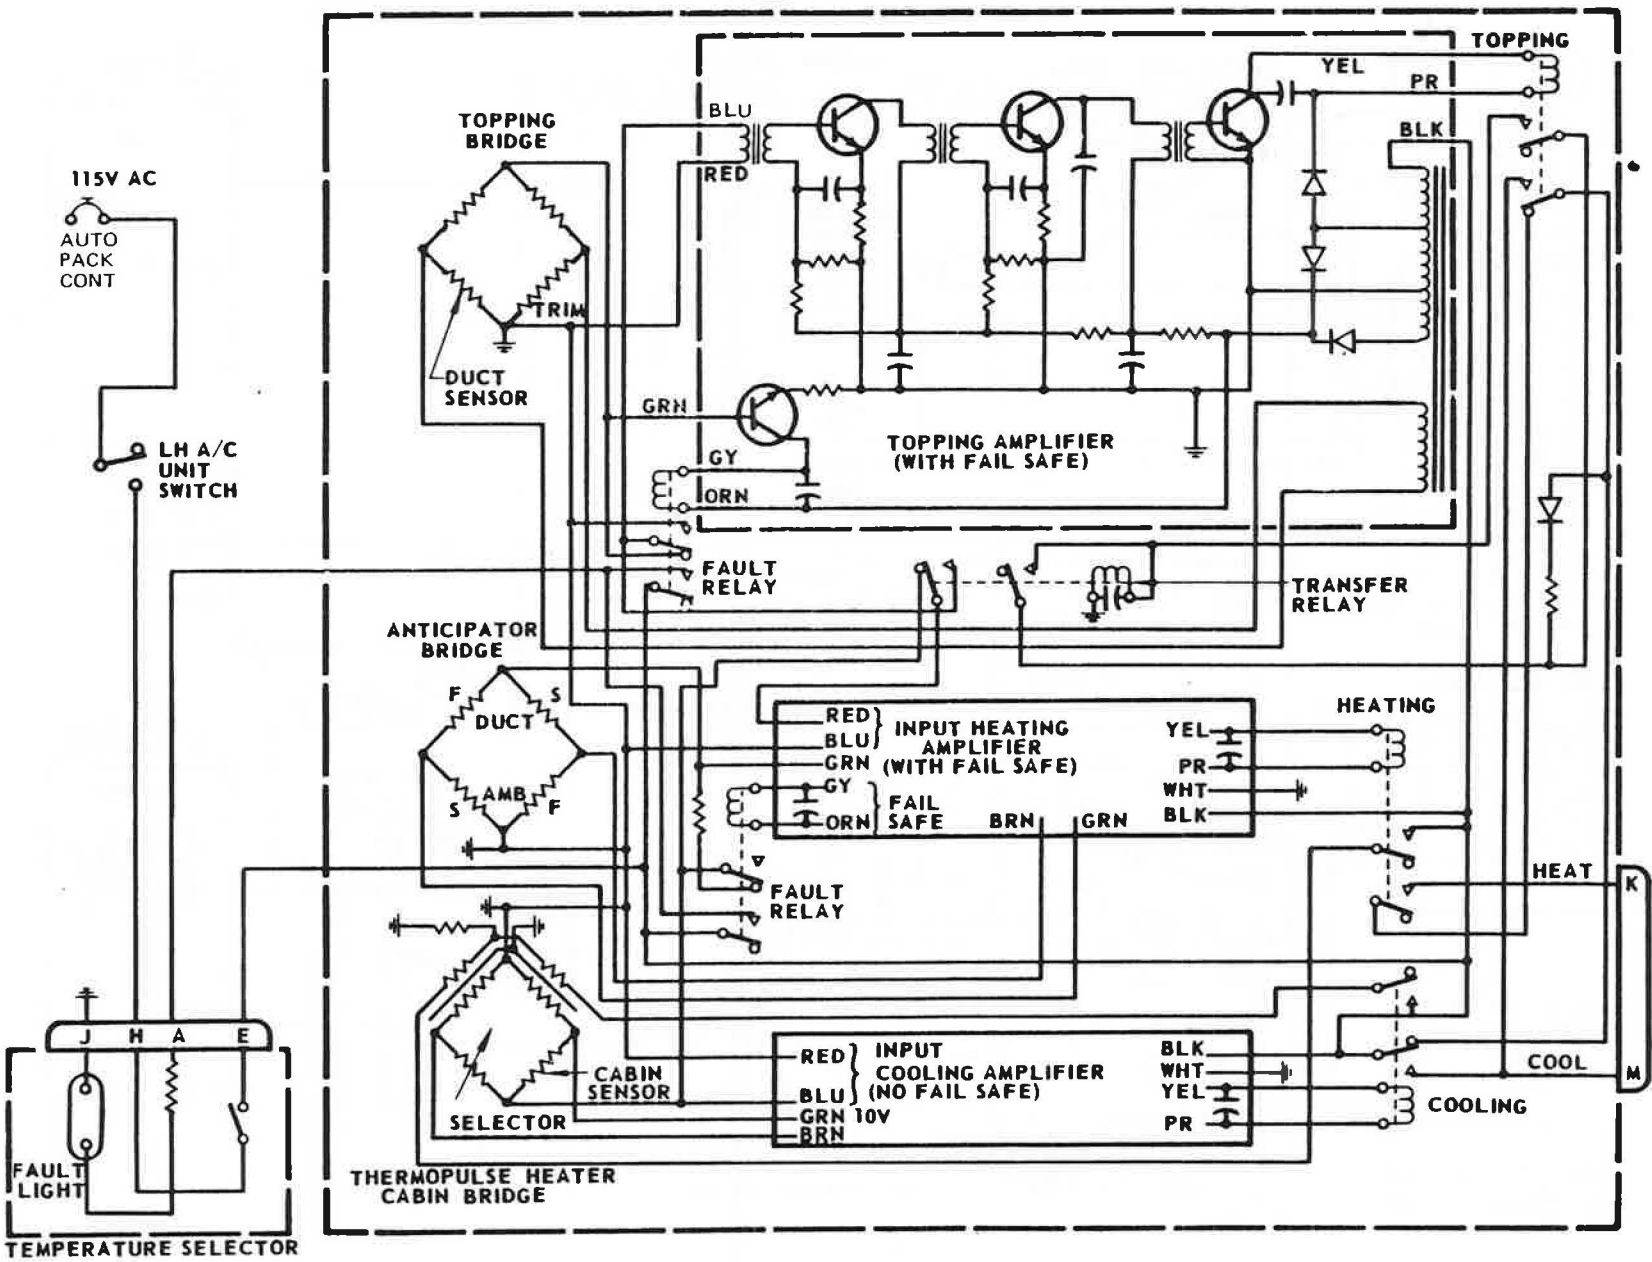 TOPPING
YEL
PR
BLU
BLK
TOPPING
BRIDGE
RED
115V AC
AUTO
PACK
CONT
TRIM
DUCT
SENSOR
GRN
TOPPING AMPLIFIER
(WITH FAIL SAFE)
LH A/C
UNIT
SWITCH
GY
ORN
FAULT
RELAY
TRANSFER
RELAY
ANTICIPATOR
BRIDGE
F
S
DUCT
RED
BLU
GRN
INPUT HEATING
AMPLIFIER
(WITH FAIL SAFE)
YEL
PR
WHT
BLK
HEATING
GY
ORN
FAIL
SAFE
BRN
GRN
S
AMB
F
FAULT
RELAY
HEAT
K
J
H
A
E
RED
BLU
GRN 10V
BRN
INPUT
COOLING AMPLIFIER
(NO FAIL SAFE)
BLK
WHT
YEL
PR
COOL
M
COOLING
CABIN
SENSOR
SELECTOR
FAULT
LIGHT
THERMOPULSE HEATER
CABIN BRIDGE
TEMPERATURE SELECTOR